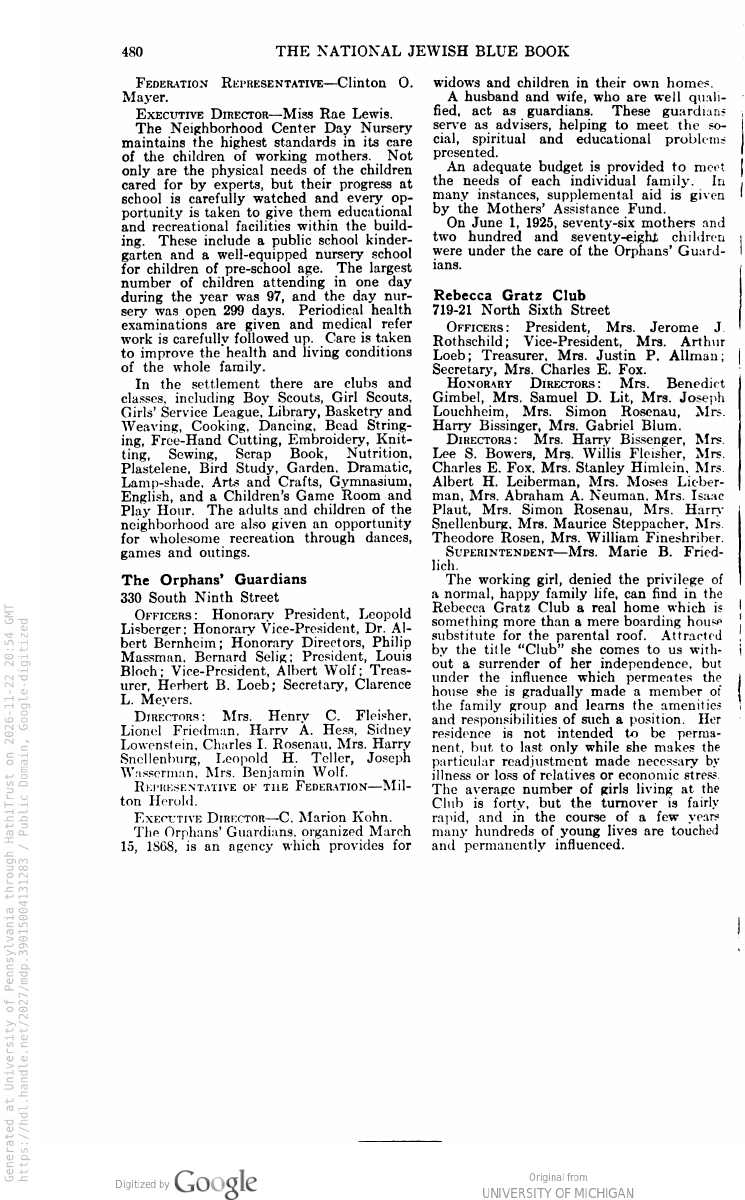 480
THE NATIONAL JEWISH BLUE BOOK
FEDERATION REPRESENTATIVE—Clinton O.
Mayer.
EXECUTIVE DIRECTOR—Miss Rae Lewis.
The Neighborhood Center Day Nursery
maintains the highest standards in its care
of the children of working mothers. Not
only are the physical needs of the children
cared for by experts, but their progress at
school is carefully watched and every op-
portunity is taken to give them educational
and recreational facilities within the build-
ing. These include a public school kinder-
garten and a well-equipped nursery school
for children of pre-school age. The largest
number of children attending in one day
during the year was 97, and the day nur-
sery was open 299 days. Periodical health
examinations are given and medical refer
work is carefully followed up. Care is taken
to improve the health and living conditions
of the whole family.
In the settlement there are clubs and
classes, including Boy Scouts, Girl Scouts,
Girls' Service League, Library, Basketry and
Weaving, Cooking, Dancing, Bead String-
ing, Free-Hand Cutting, Embroidery, Knit-
ting, Sewing, Scrap Book, Nutrition,
Plastelene, Bird Study, Garden, Dramatic,
Lamp-shade, Arts and Crafts, Gymnasium,
English, and a Children's Game Room and
Play Hour. The adults and children of the
neighborhood are also given an opportunity
for wholesome recreation through dances,
games and outings.
The Orphans' Guardians
330 South Ninth Street
OFFICERS: Honorary President, Leopold
Lisberger; Honorary Vice-President, Dr. Al-
bert Bernheim; Honorary Directors, Philip
Massman, Bernard Selig; President, Louis
Bloch; Vice-President, Albert Wolf; Treas-
urer, Herbert B. Loeb; Secretary, Clarence
L. Meyers.
DIRECTORS: Mrs. Henry C. Fleisher,
Lionel Friedman, Harry A. Hess, Sidney
Lowenstein, Charles I. Rosenau, Mrs. Harry
Snellenburg, Leopold H. Teller, Joseph
Wasserman, Mrs. Benjamin Wolf.
REPRESENTATIVE OF THE FEDERATION—Mil-
ton Herold.
EXECUTIVE DIRECTOR—C. Marion Kohn.
The Orphans' Guardians, organized March
15, 1868, is an agency which provides for
widows and children in their own homes.
A husband and wife, who are well quali-
fied, act as guardians. These guardians
serve as advisers, helping to meet the so-
cial, spiritual and educational problems
presented.
An adequate budget is provided to meet
the needs of each individual family. In
many instances, supplemental aid is given
by the Mothers' Assistance Fund.
On June 1, 1925, seventy-six mothers and
two hundred and seventy-eight children
were under the care of the Orphans' Guard-
ians.
Rebecca Gratz Club
719-21 North Sixth Street
OFFICERS: President, Mrs. Jerome J.
Rothschild; Vice-President, Mrs. Arthur
Loeb; Treasurer, Mrs. Justin P. Allman;
Secretary, Mrs. Charles E. Fox.
HONORARY DIRECTORS: Mrs. Benedict
Gimbel, Mrs. Samuel D. Lit, Mrs. Joseph
Louchheim, Mrs. Simon Rosenau, Mrs.
Harry Bissinger, Mrs. Gabriel Blum.
DIRECTORS: Mrs. Harry Bissenger, Mrs.
Lee S. Bowers, Mrs. Willis Fleisher, Mrs.
Charles E. Fox, Mrs. Stanley Himlein, Mrs.
Albert H. Leiberman, Mrs. Moses Lieber-
man, Mrs. Abraham A. Neuman, Mrs. Isaac
Plaut, Mrs. Simon Rosenau, Mrs. Harry
Snellenburg, Mrs. Maurice Steppacher, Mrs.
Theodore Rosen, Mrs. William Fineshriber.
SUPERINTENDENT—Mrs. Marie B. Fried-
lich.
The working girl, denied the privilege of
a normal, happy family life, can find in the
Rebecca Gratz Club a real home which is
something more than a mere boarding house
substitute for the parental roof. Attracted
by the title "Club" she comes to us with-
out a surrender of her independence, but
under the influence which permeates the
house she is gradually made a member of
the family group and learns the amenities
and responsibilities of such a position. Her
residence is not intended to be perma-
nent, but to last only while she makes the
particular readjustment made necessary by
illness or loss of relatives or economic stress.
The average number of girls living at the
Club is forty, but the turnover is fairly
rapid, and in the course of a few years
many hundreds of young lives are touched
and permanently influenced.
Generated at University of Pennsylvania through HathiTrust on 2026-11-22 20:54 GMT
https://hdl.handle.net/2027/mdp.39015004131283 / Public Domain, Google-digitized
Digitized by Google
Original from
UNIVERSITY OF MICHIGAN